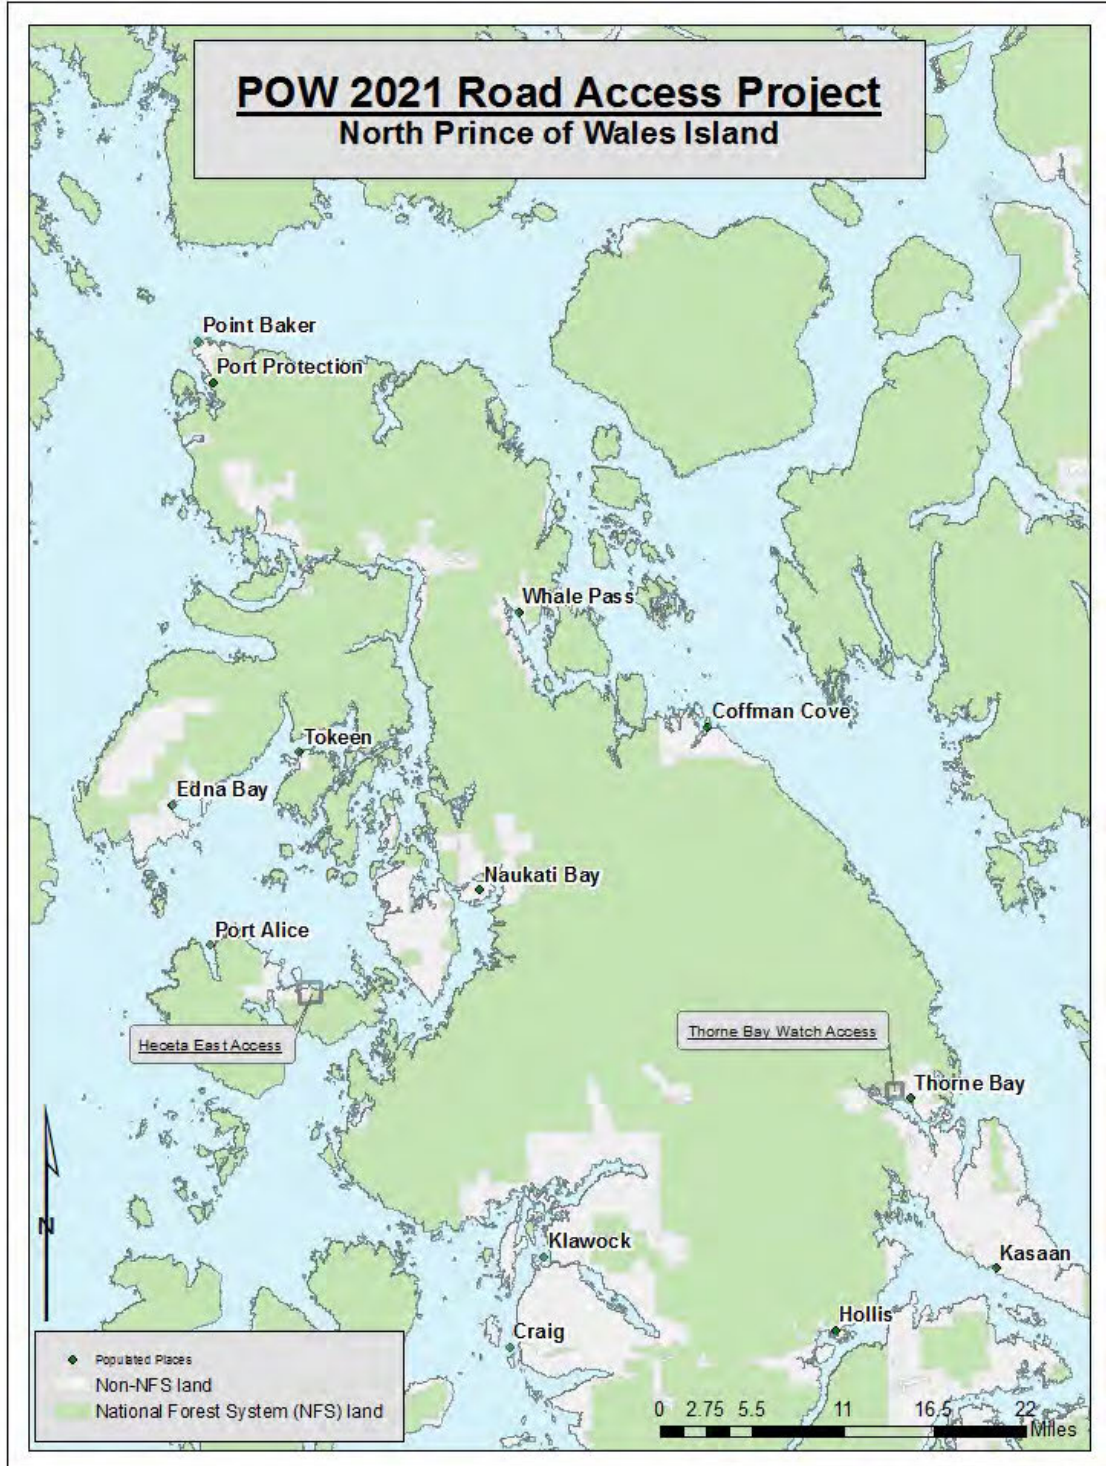 POW 2021 Road Access Project
North Prince of Wales Island
Point Baker
Port Protection
Whale Pass
Coffman Cove
Tokeen
Edna Bay
Naukati Bay
Port Alice
Heceta East Access
Thorne Bay Watch Access
Thorne Bay
N
Klawock
Kasaan
Hollis
Craig
Populated Places
Non-NFS land
National Forest System (NFS) land
0 2.75 5.5 11 16.5 22
Miles